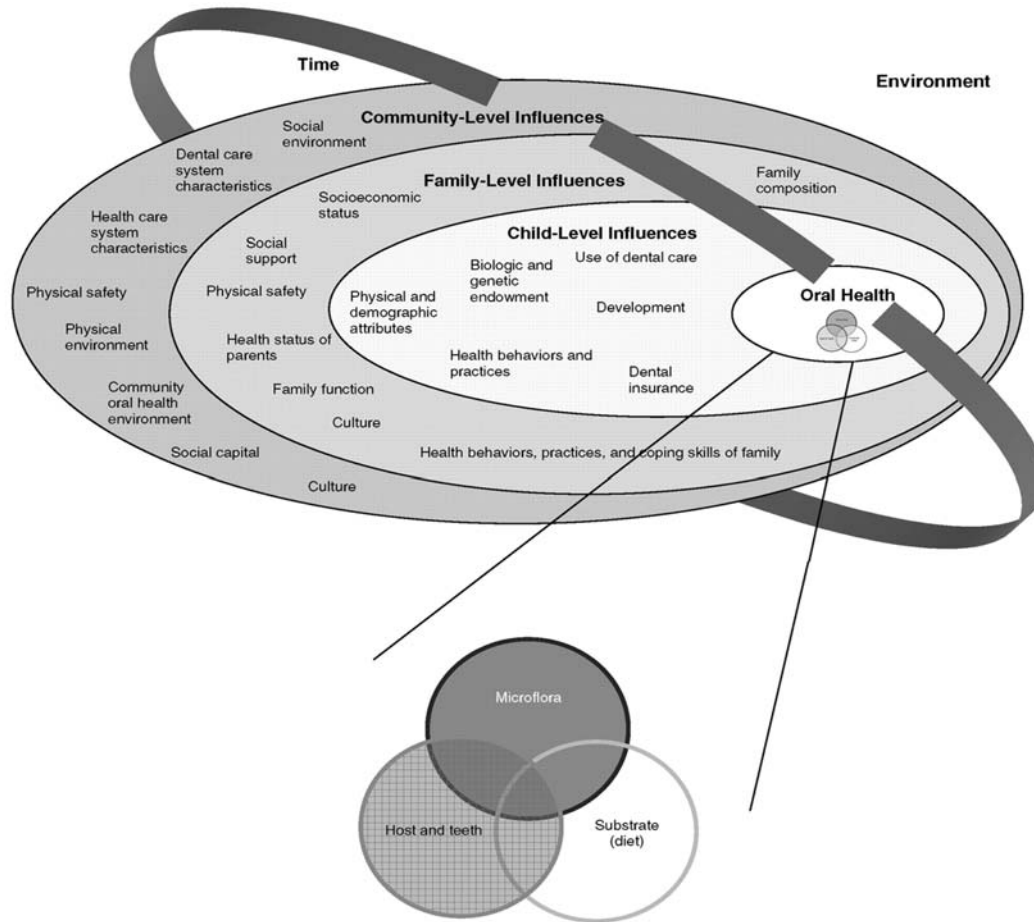 Time
Environment
Community-Level Influences
Social
environment
Dental care
system
characteristics
Health care
system
characteristics
Physical safety
Physical
environment
Community
oral health
environment
Social capital
Culture
Family-Level Influences
Family
composition
Socioeconomic
status
Social
support
Physical safety
Health status of
parents
Family function
Culture
Health behaviors, practices, and coping skills of family
Child-Level Influences
Use of dental care
Biologic and
genetic
endowment
Physical and
demographic
attributes
Development
Health behaviors and
practices
Dental
insurance
Oral Health
Microflora
Host and teeth
Substrate
(diet)